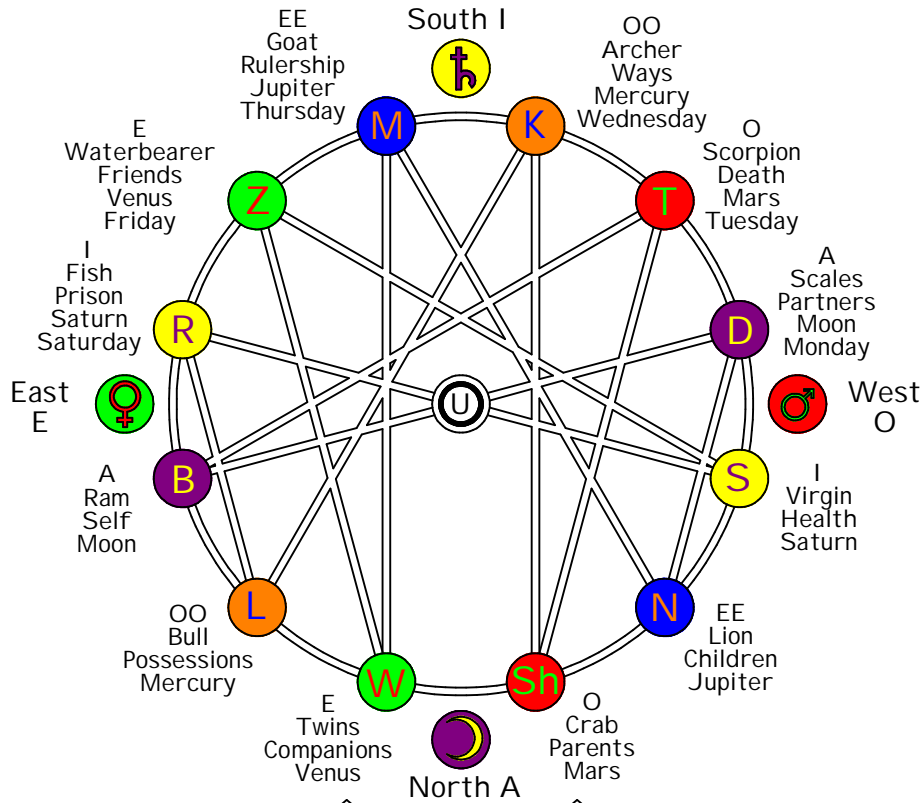 South I
EE
Goat
Rulership
Jupiter
Thursday
OO
Archer
Ways
Mercury
Wednesday
M
K
E
Waterbearer
Friends
Venus
Friday
O
Scorpion
Death
Mars
Tuesday
Z
T
I
Fish
Prison
Saturn
Saturday
A
Scales
Partners
Moon
Monday
R
D
East
E
U
West
O
B
S
A
Ram
Self
Moon
I
Virgin
Health
Saturn
L
N
OO
Bull
Possessions
Mercury
EE
Lion
Children
Jupiter
W
Sh
E
Twins
Companions
Venus
O
Crab
Parents
Mars
North A